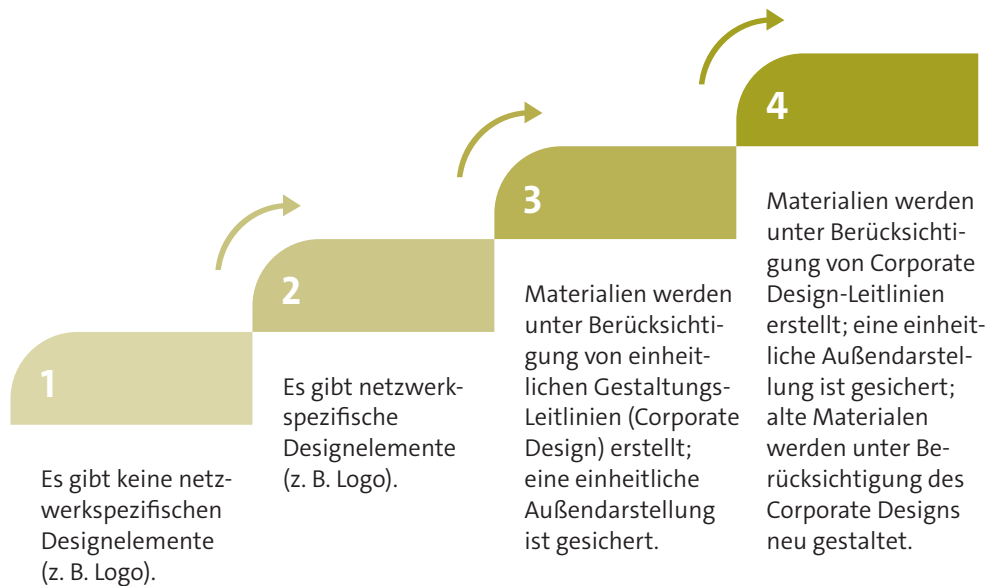 1
Es gibt keine netz-
werkspezifischen
Designelemente
(z. B. Logo).
2
Es gibt netzwerk-
spezifische
Designelemente
(z. B. Logo).
3
Materialien werden
unter Berücksichti-
gung von einheit-
lichen Gestaltungs-
Leitlinien (Corporate
Design) erstellt;
eine einheitliche
Außendarstellung
ist gesichert.
4
Materialien werden
unter Berücksichti-
gung von Corporate
Design-Leitlinien
erstellt; eine einheit-
liche Außendarstel-
lung ist gesichert;
alte Materialen
werden unter Be-
rücksichtigung des
Corporate Designs
neu gestaltet.